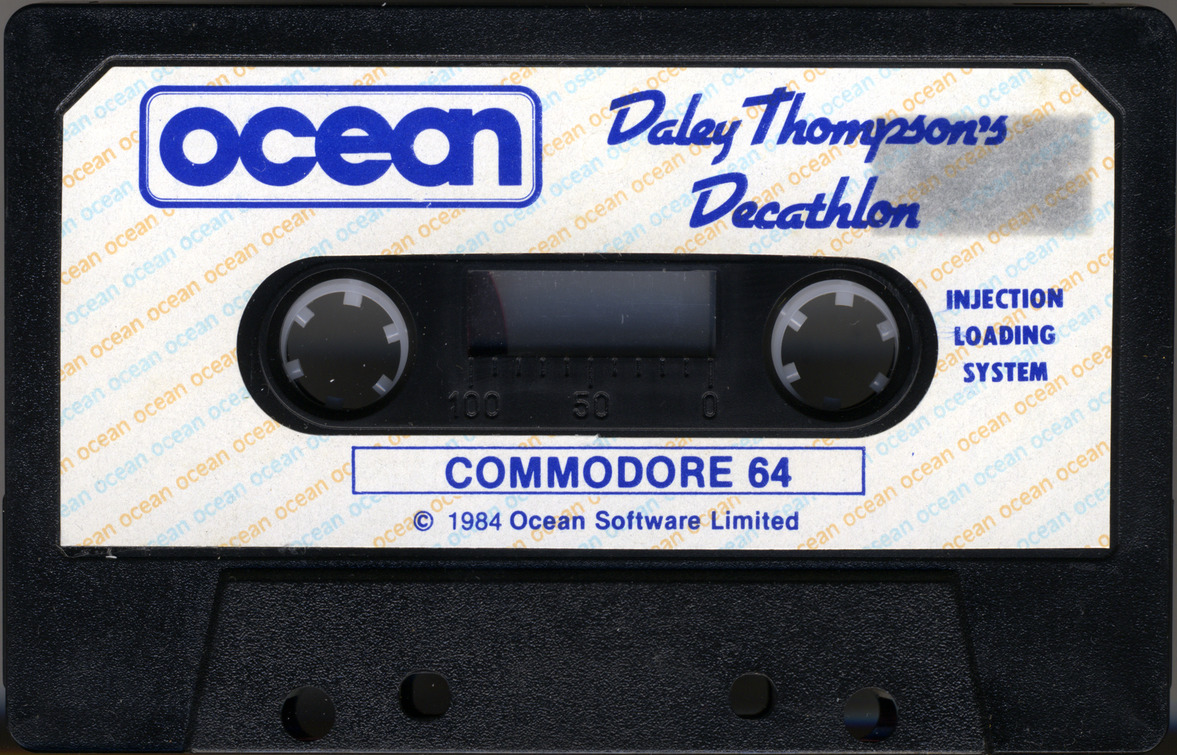 ocean
Daley Thompson's
Decathlon
INJECTION
LOADING
SYSTEM
100 50 0
COMMODORE 64
© 1984 Ocean Software Limited